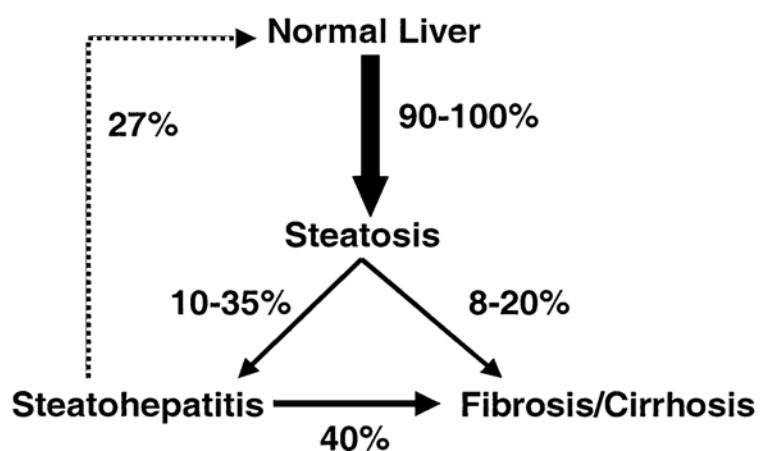 Normal Liver
27%
90-100%
Steatosis
10-35%
8-20%
Steatohepatitis
Fibrosis/Cirrhosis
40%